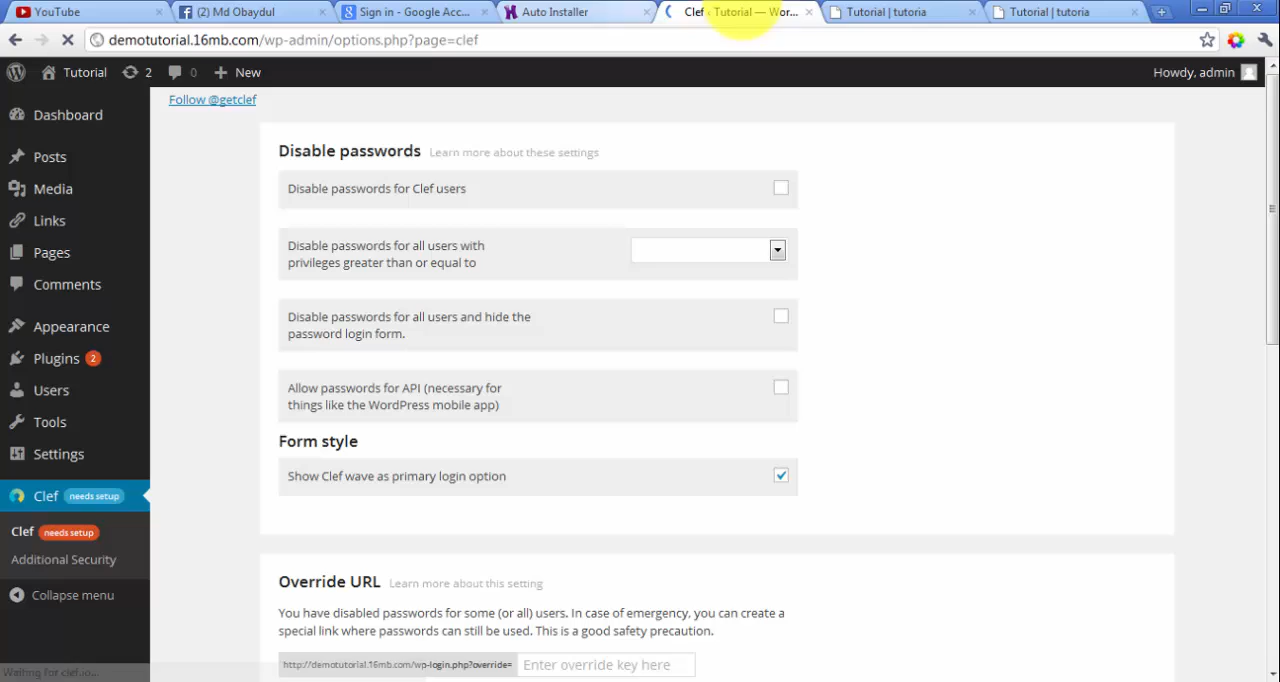 YouTube
(2) Md Obaydul
Sign in - Google Acc...
Auto Installer
Clef ‹ Tutorial — Wor...
Tutorial | tutoria
Tutorial | tutoria
demotutorial.16mb.com/wp-admin/options.php?page=clef
Tutorial
2
0
New
Howdy, admin
Dashboard
Posts
Media
Links
Pages
Comments
Appearance
Plugins 2
Users
Tools
Settings
Clef needs setup
Clef needs setup
Additional Security
Collapse menu
Waiting for clef.io...
Follow @getclef
Disable passwords Learn more about these settings
Disable passwords for Clef users
Disable passwords for all users with
privileges greater than or equal to
Disable passwords for all users and hide the
password login form.
Allow passwords for API (necessary for
things like the WordPress mobile app)
Form style
Show Clef wave as primary login option
Override URL Learn more about this setting
You have disabled passwords for some (or all) users. In case of emergency, you can create a
special link where passwords can still be used. This is a good safety precaution.
http://demotutorial.16mb.com/wp-login.php?override= Enter override key here